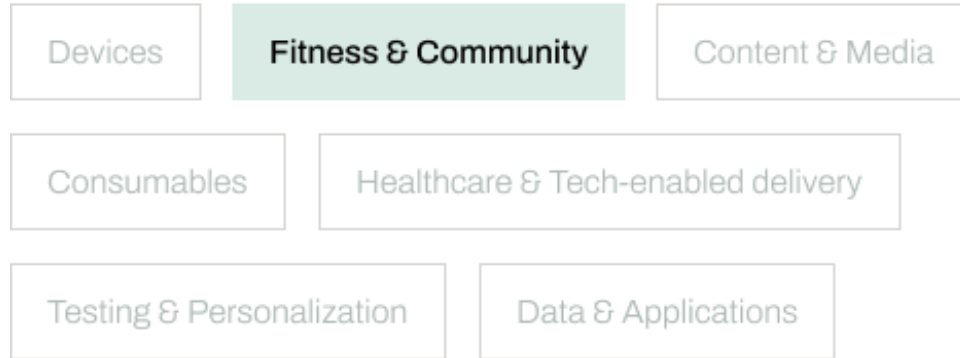 Devices Fitness & Community Content & Media
Consumables Healthcare & Tech-enabled delivery
Testing & Personalization Data & Applications